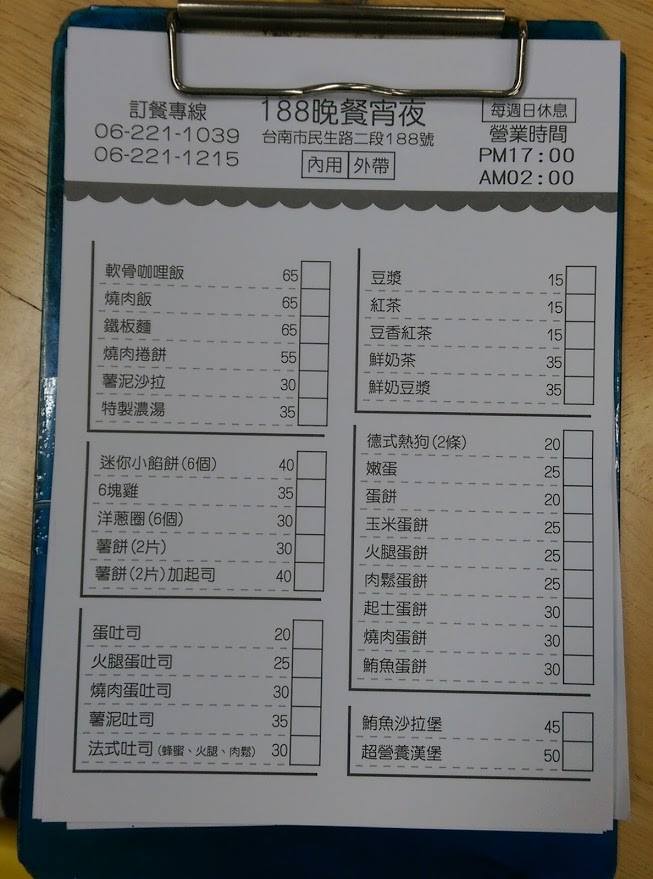 訂餐專線
06-221-1039
06-221-1215
188晚餐宵夜
台南市民生路二段188號
內用 外帶
每週日休息
營業時間
PM17:00
AM02:00
軟骨咖哩飯 65
燒肉飯 65
鐵板麵 65
燒肉捲餅 55
薯泥沙拉 30
特製濃湯 35
迷你小餡餅(6個) 40
6塊雞 35
洋蔥圈(6個) 30
薯餅(2片) 30
薯餅(2片)加起司 40
蛋吐司 20
火腿蛋吐司 25
燒肉蛋吐司 30
薯泥吐司 35
法式吐司(蜂蜜、火腿、肉鬆) 30
豆漿 15
紅茶 15
豆香紅茶 15
鮮奶茶 35
鮮奶豆漿 35
德式熱狗(2條) 20
嫩蛋 25
蛋餅 20
玉米蛋餅 25
火腿蛋餅 25
肉鬆蛋餅 25
起士蛋餅 30
燒肉蛋餅 30
鮪魚蛋餅 30
鮪魚沙拉堡 45
超營養漢堡 50